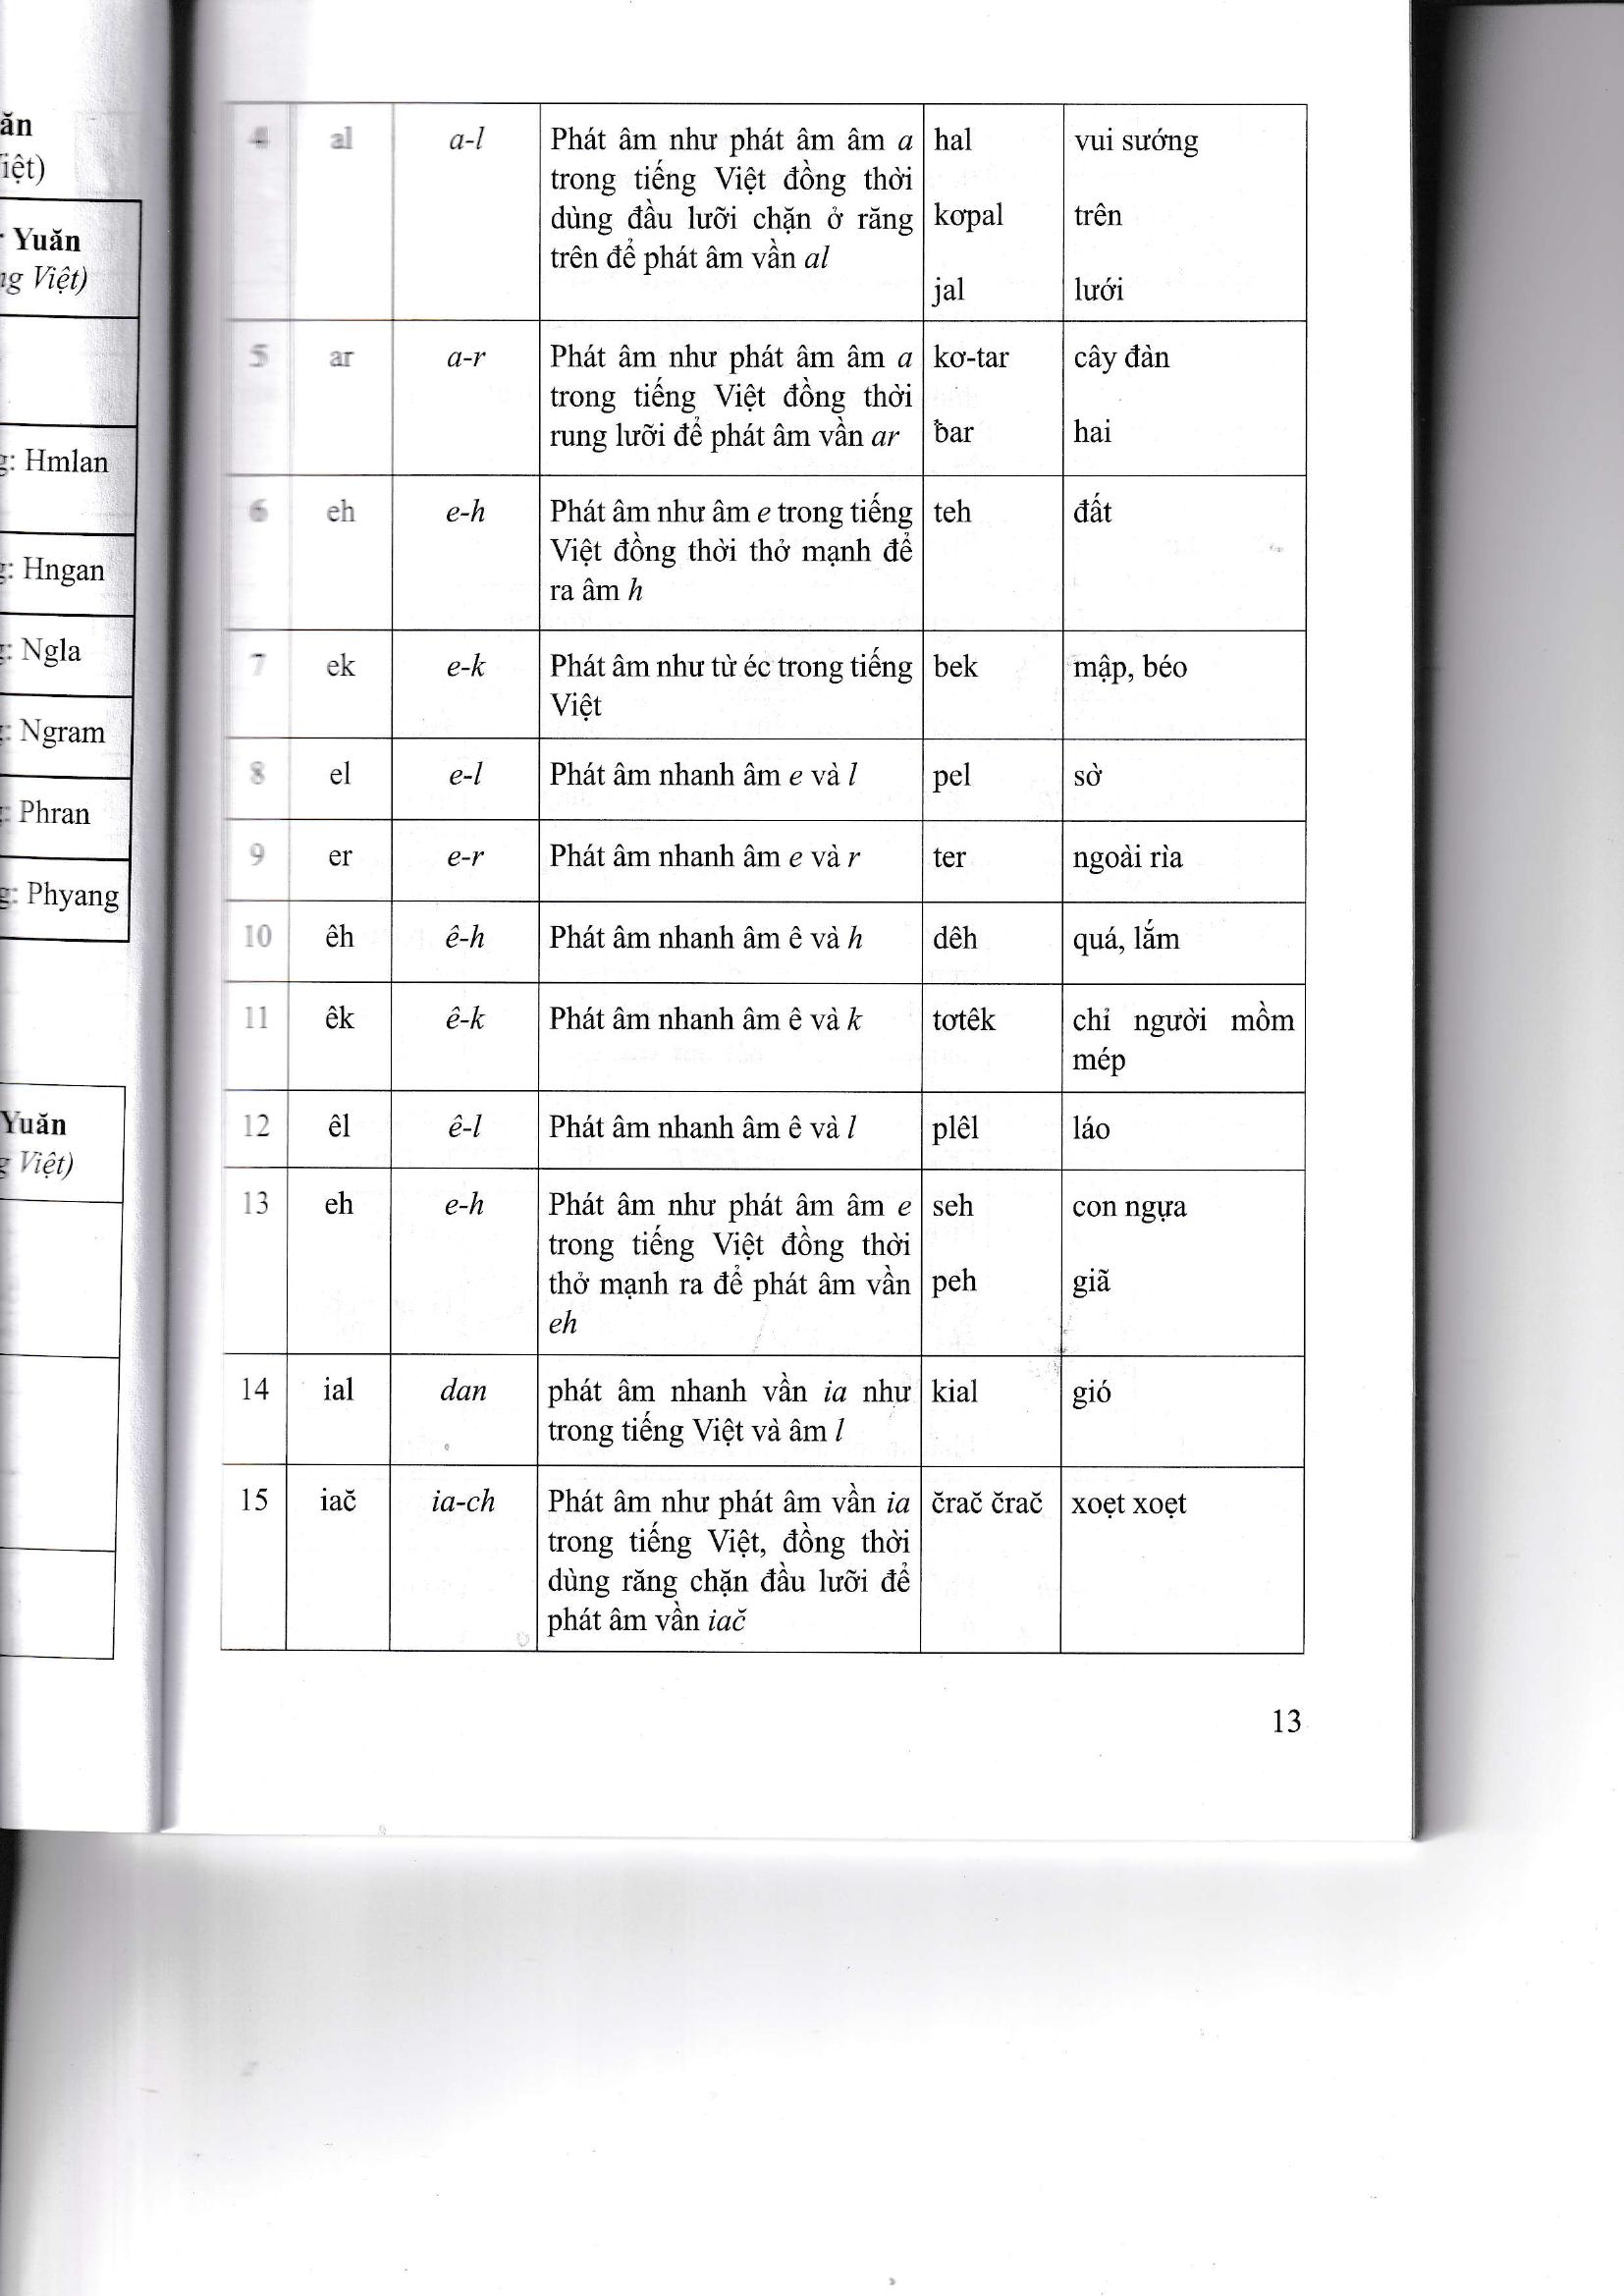 ăn
iệt)
Yuăn
ng Việt)
g: Hmlan
g: Hngan
g: Ngla
g: Ngram
g: Phran
g: Phyang
Yuăn
g Việt)
4 al a-l Phát âm như phát âm âm a hal vui sướng
trong tiếng Việt đồng thời
dùng đầu lưỡi chặn ở răng kơpal trên
trên để phát âm vần al
jal lưới
5 ar a-r Phát âm như phát âm âm a kơ-tar cây đàn
trong tiếng Việt đồng thời
rung lưỡi để phát âm vần ar ƀar hai
6 eh e-h Phát âm như âm e trong tiếng teh đất
Việt đồng thời thở mạnh để
ra âm h
7 ek e-k Phát âm như từ éc trong tiếng bek mập, béo
Việt
8 el e-l Phát âm nhanh âm e và l pel sờ
9 er e-r Phát âm nhanh âm e và r ter ngoài rìa
10 êh ê-h Phát âm nhanh âm ê và h dêh quá, lắm
11 êk ê-k Phát âm nhanh âm ê và k tơtêk chỉ người mồm
mép
12 êl ê-l Phát âm nhanh âm ê và l plêl láo
13 eh e-h Phát âm như phát âm âm e seh con ngựa
trong tiếng Việt đồng thời
thở mạnh ra để phát âm vần peh giã
eh
14 ial dan phát âm nhanh vần ia như kial gió
trong tiếng Việt và âm l
15 iač ia-ch Phát âm như phát âm vần ia črač črač xoẹt xoẹt
trong tiếng Việt, đồng thời
dùng răng chặn đầu lưỡi để
phát âm vần iač
13